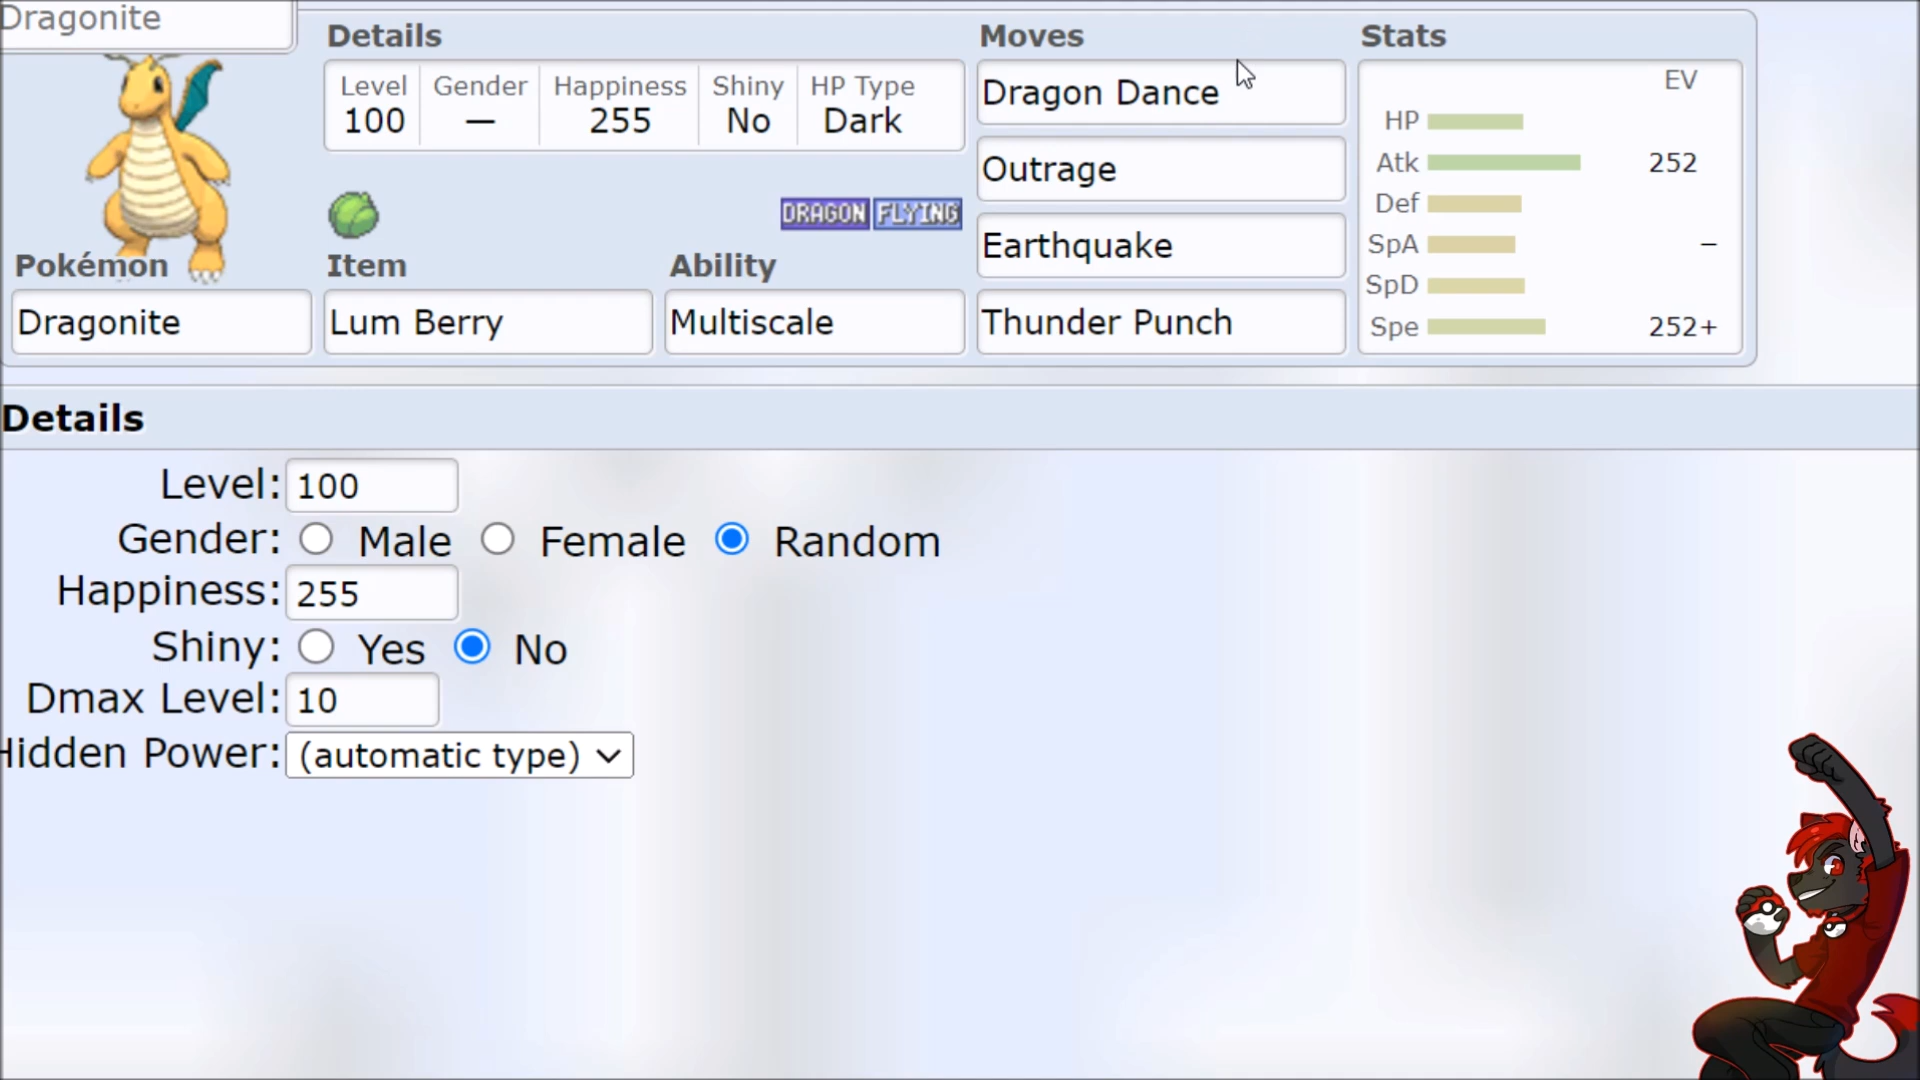 Dragonite
Details
Moves
Stats
Level
Gender
Happiness
Shiny
HP Type
100
—
255
No
Dark
Dragon Dance
Outrage
Earthquake
Thunder Punch
EV
HP
Atk 252
Def
SpA –
SpD
Spe 252+
DRAGON FLYING
Pokémon
Item
Ability
Dragonite
Lum Berry
Multiscale
Details
Level: 100
Gender: Male Female Random
Happiness: 255
Shiny: Yes No
Dmax Level: 10
Hidden Power: (automatic type)